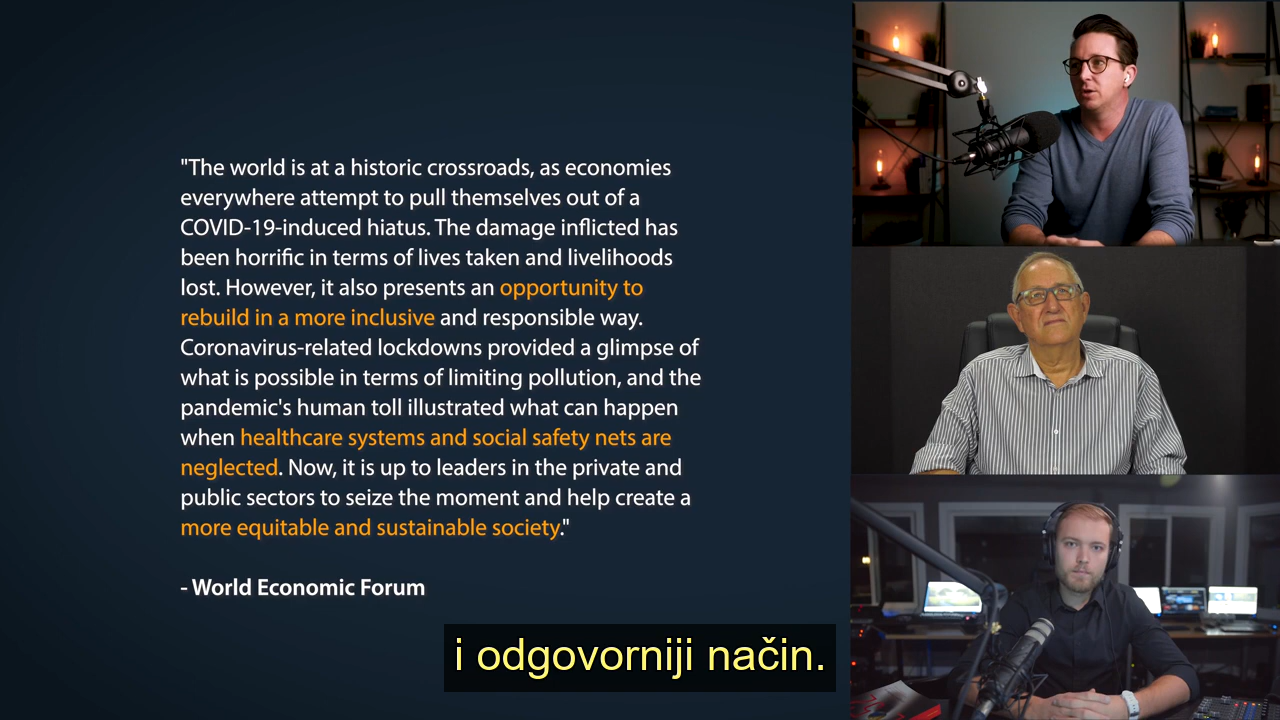 "The world is at a historic crossroads, as economies
everywhere attempt to pull themselves out of a
COVID-19-induced hiatus. The damage inflicted has
been horrific in terms of lives taken and livelihoods
lost. However, it also presents an opportunity to
rebuild in a more inclusive and responsible way.
Coronavirus-related lockdowns provided a glimpse of
what is possible in terms of limiting pollution, and the
pandemic's human toll illustrated what can happen
when healthcare systems and social safety nets are
neglected. Now, it is up to leaders in the private and
public sectors to seize the moment and help create a
more equitable and sustainable society."
- World Economic Forum
i odgovorniji način.